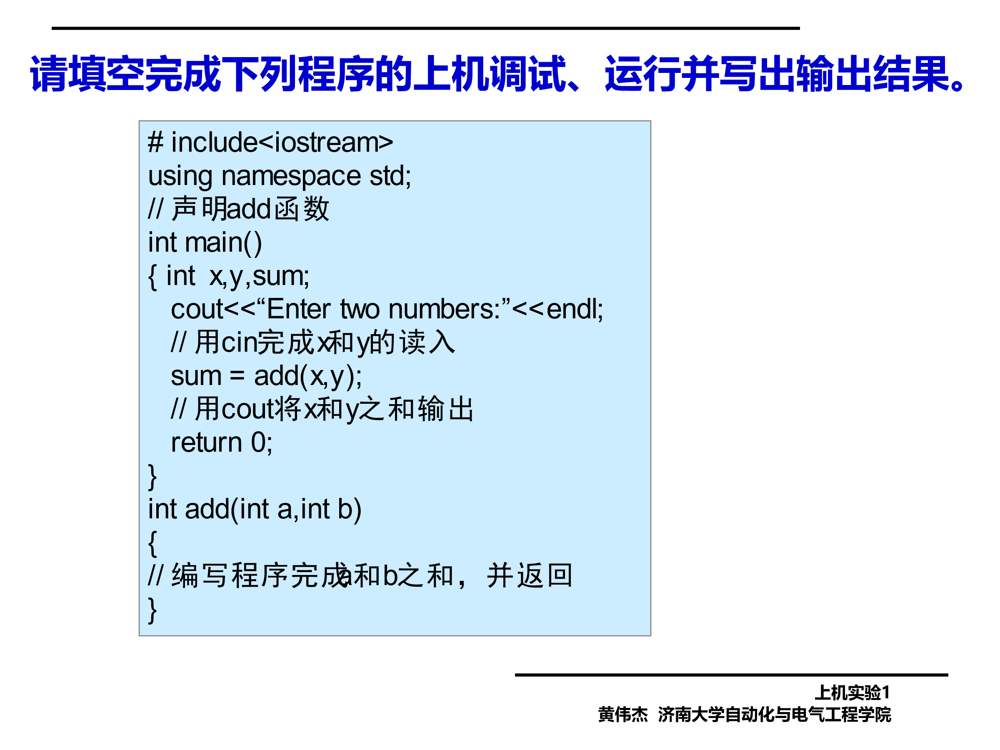 请填空完成下列程序的上机调试、运行并写出输出结果。
# include<iostream>
using namespace std;
// 声明add函数
int main()
{ int  x,y,sum;
cout<<“Enter two numbers:”<<endl;
// 用cin完成x和y的读入
sum = add(x,y);
// 用cout将x和y之和输出
return 0;
}
int add(int a,int b)
{
// 编写程序完成a和b之和，并返回
}
上机实验1
黄伟杰  济南大学自动化与电气工程学院